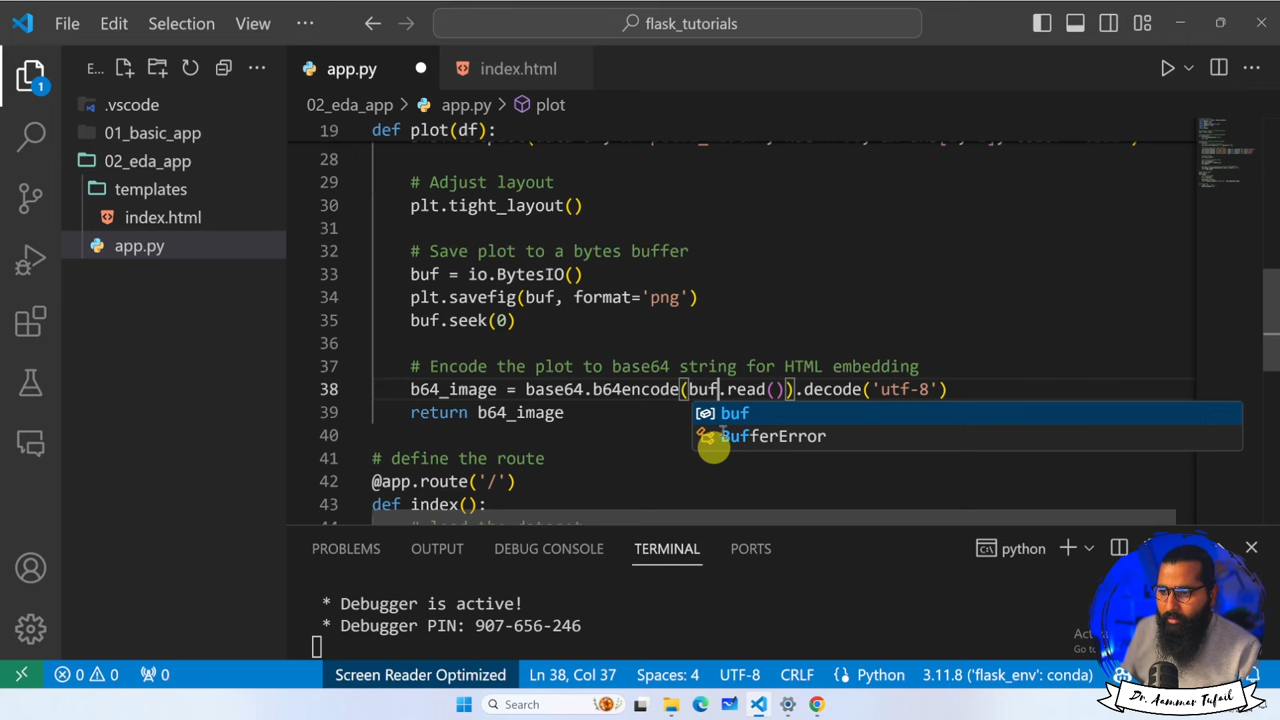 File Edit Selection View ··· flask_tutorials
E... app.py index.html
.vscode
01_basic_app
02_eda_app
templates
index.html
app.py
1
02_eda_app > app.py > plot
19 def plot(df):
28
29 # Adjust layout
30 plt.tight_layout()
31
32 # Save plot to a bytes buffer
33 buf = io.BytesIO()
34 plt.savefig(buf, format='png')
35 buf.seek(0)
36
37 # Encode the plot to base64 string for HTML embedding
38 b64_image = base64.b64encode(buf.read()).decode('utf-8')
39 return b64_image
buf
BufferError
40
41 # define the route
42 @app.route('/')
43 def index():
PROBLEMS OUTPUT DEBUG CONSOLE TERMINAL PORTS python
* Debugger is active!
* Debugger PIN: 907-656-246
0 0 0 Screen Reader Optimized Ln 38, Col 37 Spaces: 4 UTF-8 CRLF Python 3.11.8 ('flask_env': conda)
Dr. Aammar Tufail
Search